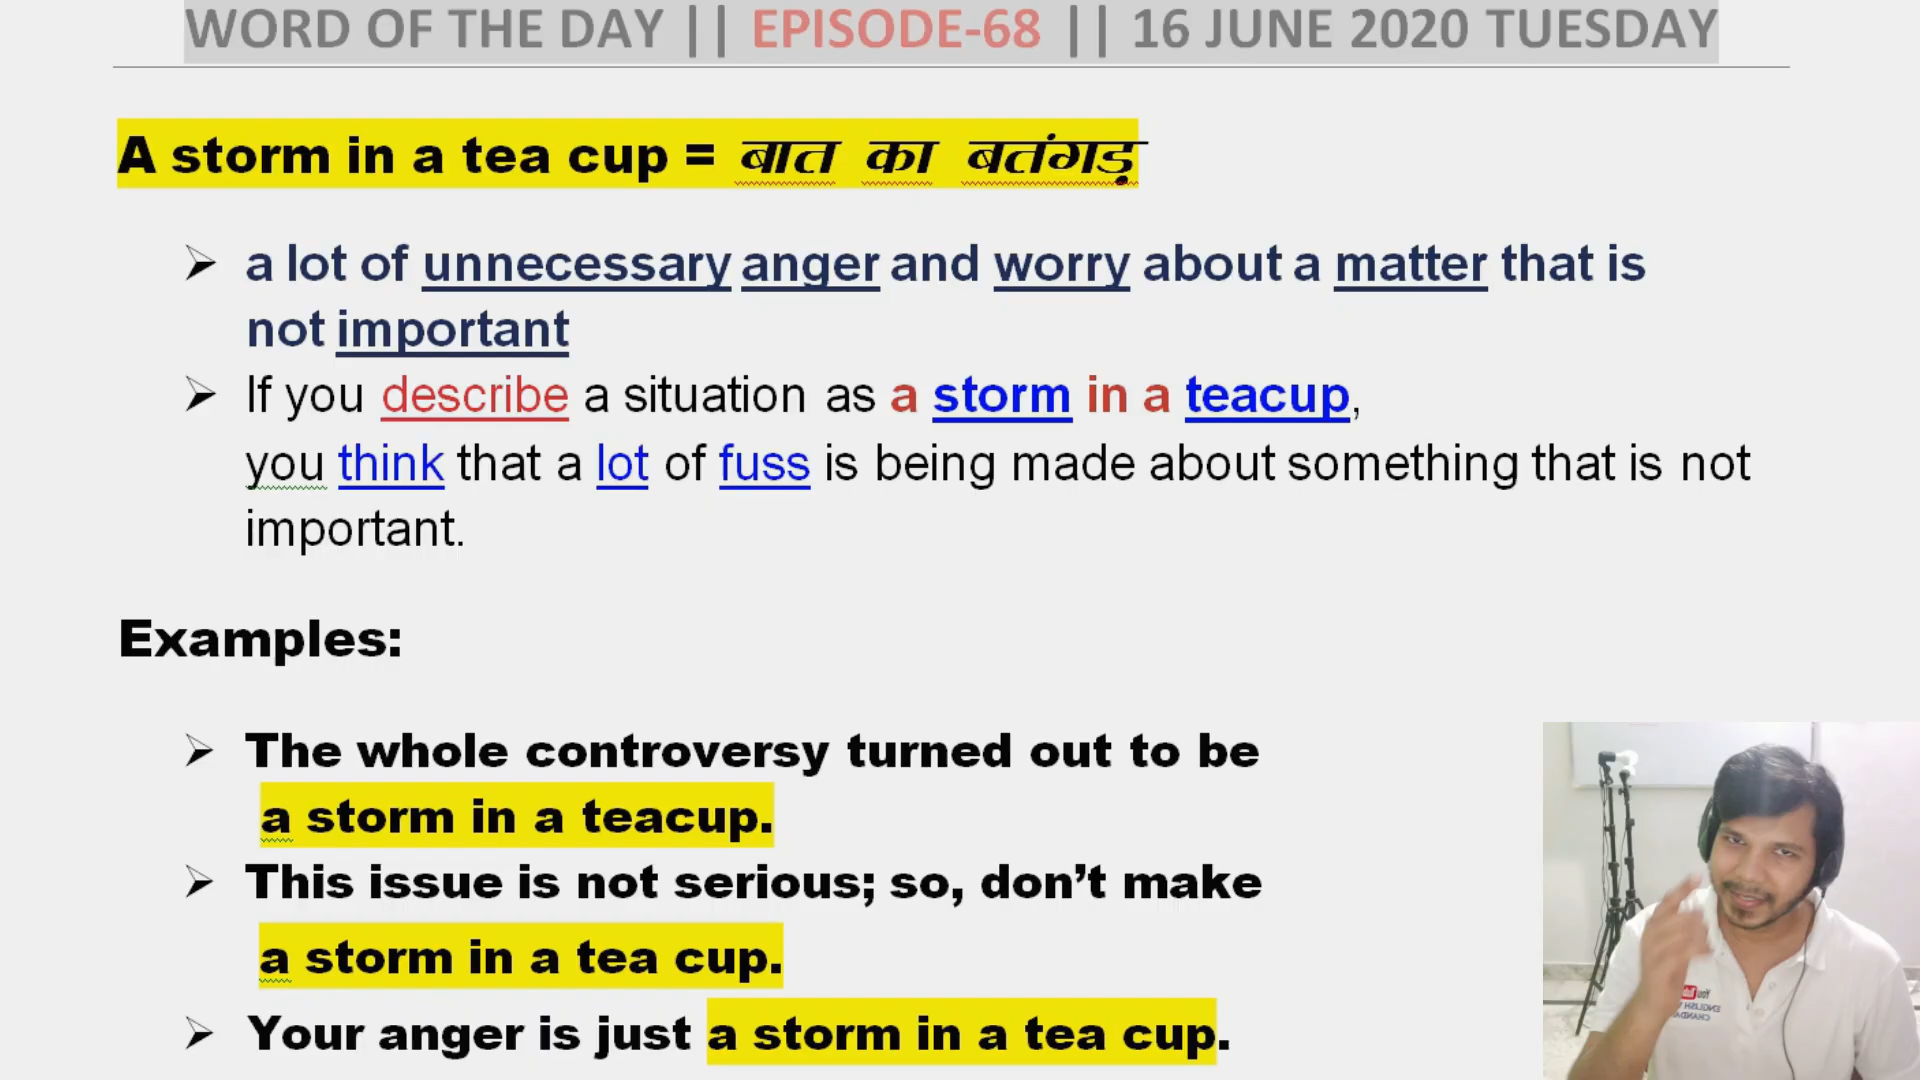 WORD OF THE DAY || EPISODE-68 || 16 JUNE 2020 TUESDAY
A storm in a tea cup = बात का बतंगड़
➢ a lot of unnecessary anger and worry about a matter that is
not important
➢ If you describe a situation as a storm in a teacup,
you think that a lot of fuss is being made about something that is not
important.
Examples:
➢ The whole controversy turned out to be
a storm in a teacup.
➢ This issue is not serious; so, don’t make
a storm in a tea cup.
➢ Your anger is just a storm in a tea cup.